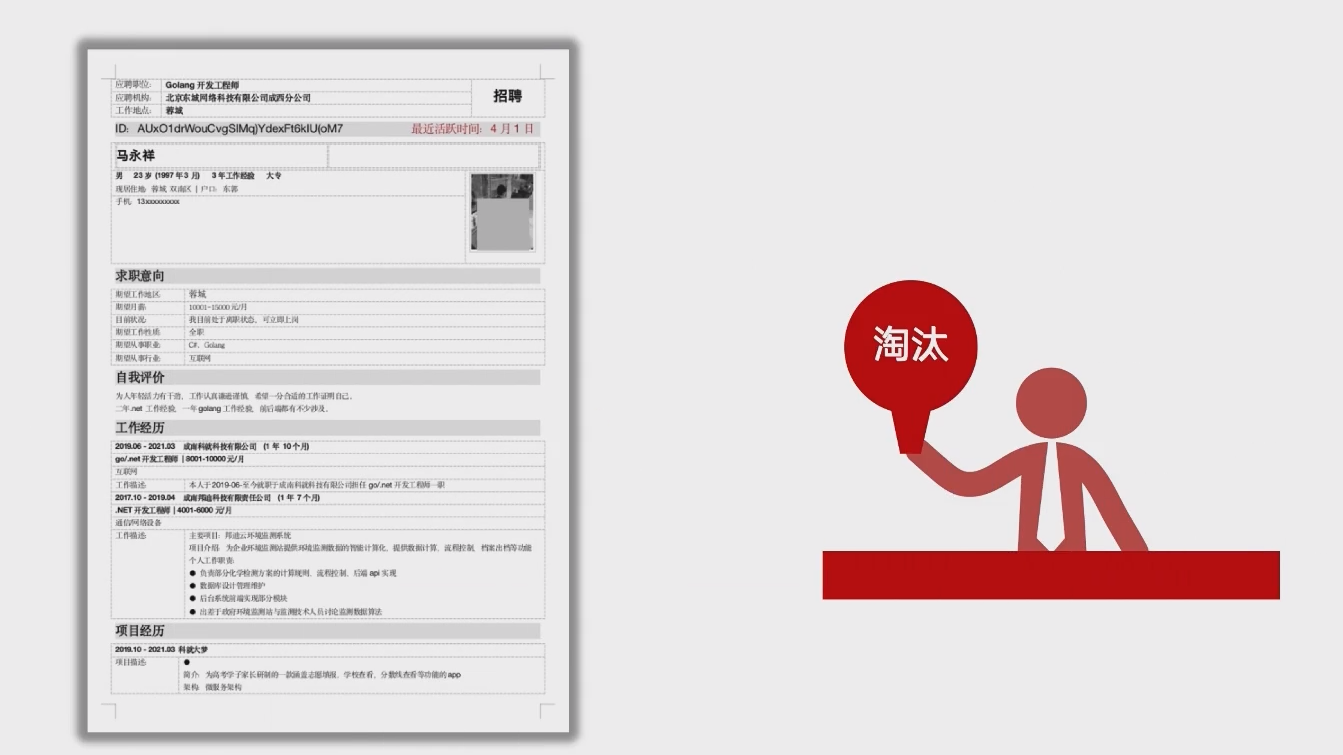 应聘职位: Golang 开发工程师
应聘机构: 北京东城网络科技有限公司成西分公司
工作地点: 蓉城
招聘
ID: AUxO1drWouCvgSlMq)YdexFt6klU(oM7
最近活跃时间: 4 月 1 日
马永祥
男 23 岁 (1997 年 3 月) 3 年工作经验 大专
现居住地: 蓉城 双南区 | 户口: 东郭
手机: 13xxxxxxxxx
求职意向
期望工作地区: 蓉城
期望月薪: 10001-15000 元/月
目前状况: 我目前处于离职状态, 可立即上岗
期望工作性质: 全职
期望从事职业: C#、Golang
期望从事行业: 互联网
自我评价
为人年轻活力有干劲, 工作认真谦逊谨慎, 希望一分合适的工作证明自己。
二年.net 工作经验, 一年golang 工作经验, 前后端都有不少涉及。
工作经历
2019.06 - 2021.03 成南科就科技有限公司 (1 年 10 个月)
go/.net 开发工程师 | 8001-10000 元/月
互联网
工作描述: 本人于2019-06-至今就职于成南科就科技有限公司担任 go/.net 开发工程师一职
2017.10 - 2019.04 成南邦迪科技有限责任公司 (1 年 7 个月)
.NET 开发工程师 | 4001-6000 元/月
通信/网络设备
工作描述: 主要项目: 邦迪云环境监测系统
项目介绍: 为企业环境监测站提供环境监测数据的智能计算化, 提供数据计算, 流程控制, 档案出档等功能
个人工作职责:
● 负责部分化学检测方案的计算规则, 流程控制, 后端 api 实现
● 数据库设计管理维护
● 后台系统前端实现部分模块
● 出差于政府环境监测站与监测技术人员讨论监测数据算法
项目经历
2019.10 - 2021.03 科就大梦
项目描述: ●
简介: 为高考学子家长研制的一款涵盖志愿填报, 学校查看, 分数线查看等功能的 app
架构: 微服务架构
淘汰